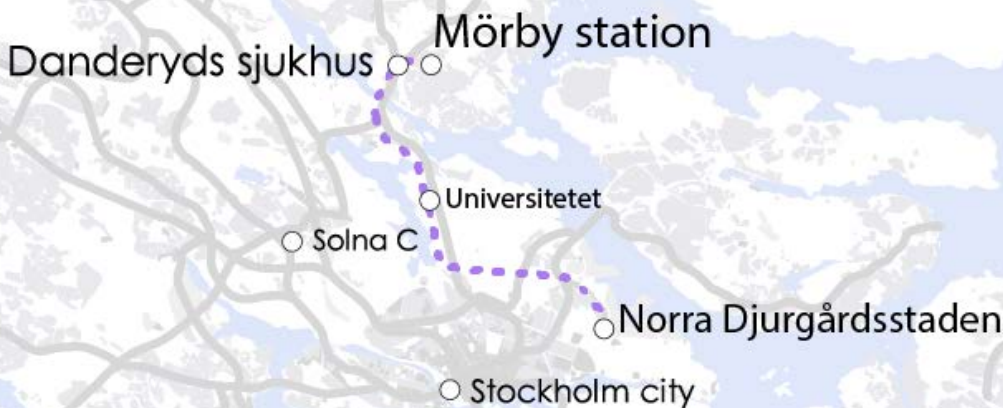 Mörby station
Danderyds sjukhus
Universitetet
Solna C
Norra Djurgårdsstaden
Stockholm city